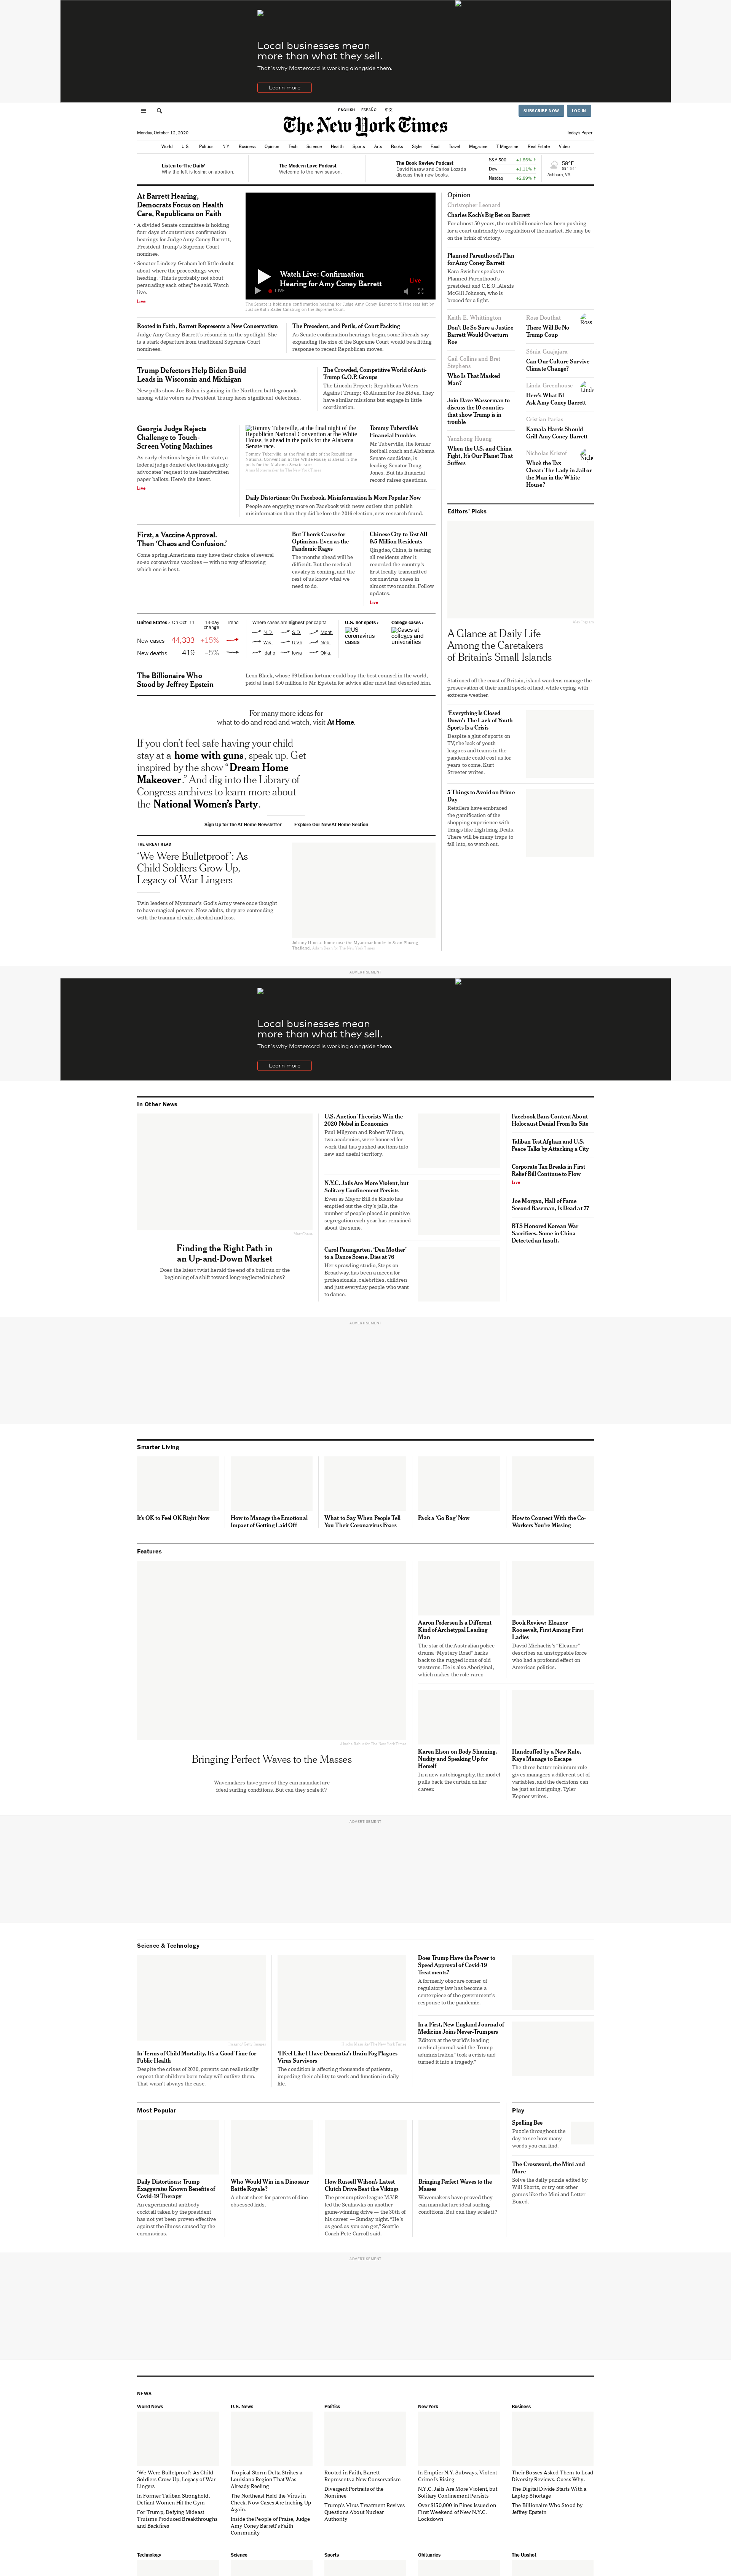 Local businesses mean
more than what they sell.
That's why Mastercard is working alongside them.
Learn more
ENGLISH ESPAÑOL 中文
SUBSCRIBE NOW LOG IN
The New York Times
Monday, October 12, 2020
Today's Paper
World U.S. Politics N.Y. Business Opinion Tech Science Health Sports Arts Books Style Food Travel Magazine T Magazine Real Estate Video
Listen to 'The Daily'
Why the left is losing on abortion.
The Modern Love Podcast
Welcome to the new season.
The Book Review Podcast
David Nasaw and Carlos Lozada
discuss their new books.
S&P 500
Dow +1.11%
Nasdaq
58°F
Ashburn, VA
At Barrett Hearing,
Democrats Focus on Health
Care, Republicans on Faith
• A divided Senate committee is holding
four days of contentious confirmation
hearings for Judge Amy Coney Barrett,
President Trump's Supreme Court
nominee.
• Senator Lindsey Graham left little doubt
about where the proceedings were
heading. "This is probably not about
persuading each other," he said. Watch
live.
Live
Watch Live: Confirmation
Hearing for Amy Coney Barrett
Live
LIVE
The Senate is holding a confirmation hearing for Judge Amy Coney Barrett to fill the seat left by
Justice Ruth Bader Ginsburg on the Supreme Court.
Rooted in Faith, Barrett Represents a New Conservatism
Judge Amy Coney Barrett's résumé is in the spotlight. She
is a stark departure from traditional Supreme Court
nominees.
The Precedent, and Perils, of Court Packing
As Senate confirmation hearings begin, some liberals say
expanding the size of the Supreme Court would be a fitting
response to recent Republican moves.
Trump Defectors Help Biden Build
Leads in Wisconsin and Michigan
New polls show Joe Biden is gaining in the Northern battlegrounds
among white voters as President Trump faces significant defections.
The Crowded, Competitive World of Anti-
Trump G.O.P. Groups
The Lincoln Project; Republican Voters
Against Trump; 43 Alumni for Joe Biden. They
have similar missions but engage in little
coordination.
Georgia Judge Rejects
Challenge to Touch-
Screen Voting Machines
As early elections begin in the state, a
federal judge denied election integrity
advocates' request for a transition to
paper ballots. Here's the latest.
Live
Tommy Tuberville, at the final night of the
Republican National Convention at the White
House, is ahead in the polls for the Alabama
Senate race.
Tommy Tuberville, at the final night of the Republican
National Convention at the White House, is ahead in the
polls for the Alabama Senate race.
Tommy Tuberville's
Financial Fumbles
Mr. Tuberville, the former
football coach and Alabama
Senate candidate, is
leading Senator Doug
Jones. But his financial
record raises questions.
Daily Distortions: On Facebook, Misinformation Is More Popular Now
People are engaging more on Facebook with news outlets that publish
misinformation than they did before the 2016 election, new research found.
First, a Vaccine Approval.
Then 'Chaos and Confusion.'
Come spring, Americans may have their choice of several
so-so coronavirus vaccines — with no way of knowing
which one is best.
But There's Cause for
Optimism, Even as the
Pandemic Rages
The months ahead will be
difficult. But the medical
cavalry is coming, and the
rest of us know what we
need to do.
Chinese City to Test All
9.5 Million Residents
Qingdao, China, is testing
all residents after it
recorded the country's
first locally transmitted
coronavirus cases in
almost two months. Follow
updates.
Live
United States › On Oct. 11 14-day
change Trend
New cases 44,333 +15%
New deaths 419 –5%
Where cases are highest per capita
N.D. S.D. Mont.
Wis. Utah Neb.
Idaho Iowa Okla.
U.S. hot spots ›
US
coronavirus
cases
College cases ›
Cases at
colleges and
universities
The Billionaire Who
Stood by Jeffrey Epstein
Leon Black, whose $9 billion fortune could buy the best counsel in the world,
paid at least $50 million to Mr. Epstein for advice after most had deserted him.
For many more ideas for
what to do and read and watch, visit At Home.
If you don't feel safe having your child
stay at a home with guns, speak up. Get
inspired by the show "Dream Home
Makeover." And dig into the Library of
Congress archives to learn more about
the National Women's Party.
Sign Up for the At Home Newsletter Explore Our New At Home Section
THE GREAT READ
'We Were Bulletproof': As
Child Soldiers Grow Up,
Legacy of War Lingers
Twin leaders of Myanmar's God's Army were once thought
to have magical powers. Now adults, they are contending
with the trauma of exile, alcohol and loss.
Opinion
Christopher Leonard
Charles Koch's Big Bet on Barrett
For almost 50 years, the multibillionaire has been pushing
for a court unfriendly to regulation of the market. He may be
on the brink of victory.
Planned Parenthood's Plan
for Amy Coney Barrett
Kara Swisher speaks to
Planned Parenthood's
president and C.E.O., Alexis
McGill Johnson, who is
braced for a fight.
Keith E. Whittington
Don't Be So Sure a Justice
Barrett Would Overturn
Roe
Gail Collins and Bret
Stephens
Who Is That Masked
Man?
Join Dave Wasserman to
discuss the 10 counties
that show Trump is in
trouble
Yanzhong Huang
When the U.S. and China
Fight, It's Our Planet That
Suffers
Ross Douthat
There Will Be No
Trump Coup
Sônia Guajajara
Can Our Culture Survive
Climate Change?
Linda Greenhouse
Here's What I'd
Ask Amy Coney Barrett
Cristian Farias
Kamala Harris Should
Grill Amy Coney Barrett
Nicholas Kristof
Who's the Tax
Cheat: The Lady in Jail or
the Man in the White
House?
Editors' Picks
A Glance at Daily Life
Among the Caretakers
of Britain's Small Islands
Stationed off the coast of Britain, island wardens manage the
preservation of their small speck of land, while coping with
extreme weather.
'Everything Is Closed
Down': The Lack of Youth
Sports Is a Crisis
Despite a glut of sports on
TV, the lack of youth
leagues and teams in the
pandemic could cost us for
years to come, Kurt
Streeter writes.
5 Things to Avoid on Prime
Day
Retailers have embraced
the gamification of the
shopping experience with
things like Lightning Deals.
There will be many traps to
fall into, so watch out.
ADVERTISEMENT
Local businesses mean
more than what they sell.
That's why Mastercard is working alongside them.
Learn more
In Other News
Finding the Right Path in
an Up-and-Down Market
Does the latest twist herald the end of a bull run or the
beginning of a shift toward long-neglected niches?
U.S. Auction Theorists Win the
2020 Nobel in Economics
Paul Milgrom and Robert Wilson,
two academics, were honored for
work that has pushed auctions into
new and useful territory.
N.Y.C. Jails Are More Violent, but
Solitary Confinement Persists
Even as Mayor Bill de Blasio has
emptied out the city's jails, the
number of people placed in punitive
segregation each year has remained
about the same.
Carol Paumgarten, 'Den Mother'
to a Dance Scene, Dies at 76
Her sprawling studio, Steps on
Broadway, has been a mecca for
professionals, celebrities, children
and just everyday people who want
to dance.
Facebook Bans Content About
Holocaust Denial From Its Site
Taliban Test Afghan and U.S.
Peace Talks by Attacking a City
Corporate Tax Breaks in First
Relief Bill Continue to Flow
Live
Joe Morgan, Hall of Fame
Second Baseman, Is Dead at 77
BTS Honored Korean War
Sacrifices. Some in China
Detected an Insult.
ADVERTISEMENT
Smarter Living
It's OK to Feel OK Right Now
How to Manage the Emotional
Impact of Getting Laid Off
What to Say When People Tell
You Their Coronavirus Fears
Pack a 'Go Bag' Now
How to Connect With the Co-
Workers You're Missing
Features
Bringing Perfect Waves to the Masses
Wavemakers have proved they can manufacture
ideal surfing conditions. But can they scale it?
Aaron Pedersen Is a Different
Kind of Archetypal Leading
Man
The star of the Australian police
drama "Mystery Road" harks
back to the rugged icons of old
westerns. He is also Aboriginal,
which makes the role rarer.
Book Review: Eleanor
Roosevelt, First Among First
Ladies
David Michaelis's "Eleanor"
describes an unstoppable force
who had a profound effect on
American politics.
Karen Elson on Body Shaming,
Nudity and Speaking Up for
Herself
In a new autobiography, the model
pulls back the curtain on her
career.
Handcuffed by a New Rule,
Rays Manage to Escape
The three-batter-minimum rule
gives managers a different set of
variables, and the decisions can
be just as intriguing, Tyler
Kepner writes.
ADVERTISEMENT
Science & Technology
In Terms of Child Mortality, It's a Good Time for
Public Health
Despite the crises of 2020, parents can realistically
expect that children born today will outlive them.
That wasn't always the case.
'I Feel Like I Have Dementia': Brain Fog Plagues
Virus Survivors
The condition is affecting thousands of patients,
impeding their ability to work and function in daily
life.
Does Trump Have the Power to
Speed Approval of Covid-19
Treatments?
A formerly obscure corner of
regulatory law has become a
centerpiece of the government's
response to the pandemic.
In a First, New England Journal of
Medicine Joins Never-Trumpers
Editors at the world's leading
medical journal said the Trump
administration "took a crisis and
turned it into a tragedy."
Most Popular
Daily Distortions: Trump
Exaggerates Known Benefits of
Covid-19 Therapy
An experimental antibody
cocktail taken by the president
has not yet been proven effective
against the illness caused by the
coronavirus.
Who Would Win in a Dinosaur
Battle Royale?
A cheat sheet for parents of dino-
obsessed kids.
How Russell Wilson's Latest
Clutch Drive Beat the Vikings
The presumptive league M.V.P.
led the Seahawks on another
game-winning drive — the 30th of
his career — Sunday night. "He's
as good as you can get," Seattle
Coach Pete Carroll said.
Bringing Perfect Waves to the
Masses
Wavemakers have proved they
can manufacture ideal surfing
conditions. But can they scale it?
Play
Spelling Bee
Puzzle throughout the
day to see how many
words you can find.
The Crossword, the Mini and
More
Solve the daily puzzle edited by
Will Shortz, or try out other
games like the Mini and Letter
Boxed.
ADVERTISEMENT
NEWS
World News
'We Were Bulletproof': As Child
Soldiers Grow Up, Legacy of War
Lingers
In Former Taliban Stronghold,
Defiant Women Hit the Gym
For Trump, Defying Mideast
Truisms Produced Breakthroughs
and Backfires
U.S. News
Tropical Storm Delta Strikes a
Louisiana Region That Was
Already Reeling
The Northeast Held the Virus in
Check. Now Cases Are Inching Up
Again.
Inside the People of Praise, Judge
Amy Coney Barrett's Faith
Community
Politics
Rooted in Faith, Barrett
Represents a New Conservatism
Divergent Portraits of the
Nominee
Trump's Virus Treatment Revives
Questions About Nuclear
Authority
New York
In Emptier N.Y. Subways, Violent
Crime Is Rising
N.Y.C. Jails Are More Violent, but
Solitary Confinement Persists
Over $150,000 in Fines Issued on
First Weekend of New N.Y.C.
Lockdown
Business
Their Bosses Asked Them to Lead
Diversity Reviews. Guess Why.
The Digital Divide Starts With a
Laptop Shortage
The Billionaire Who Stood By
Jeffrey Epstein
Technology Science Sports Obituaries The Upshot